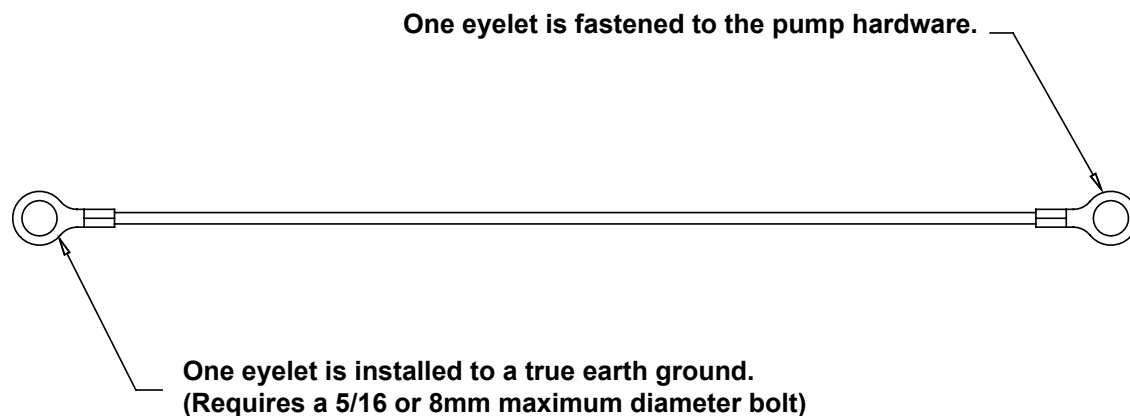 One eyelet is fastened to the pump hardware.
One eyelet is installed to a true earth ground.
(Requires a 5/16 or 8mm maximum diameter bolt)